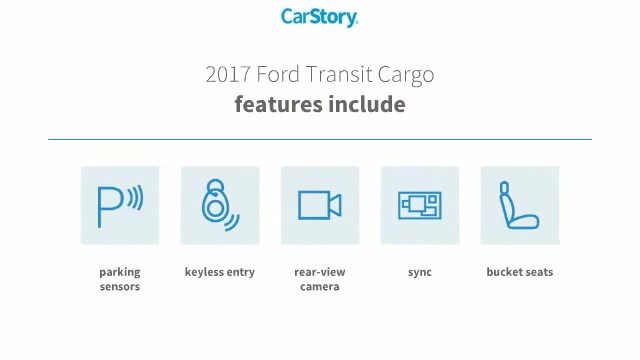 CarStory.
2017 Ford Transit Cargo
features include
P
parking
sensors
keyless entry
rear-view
camera
sync
bucket seats